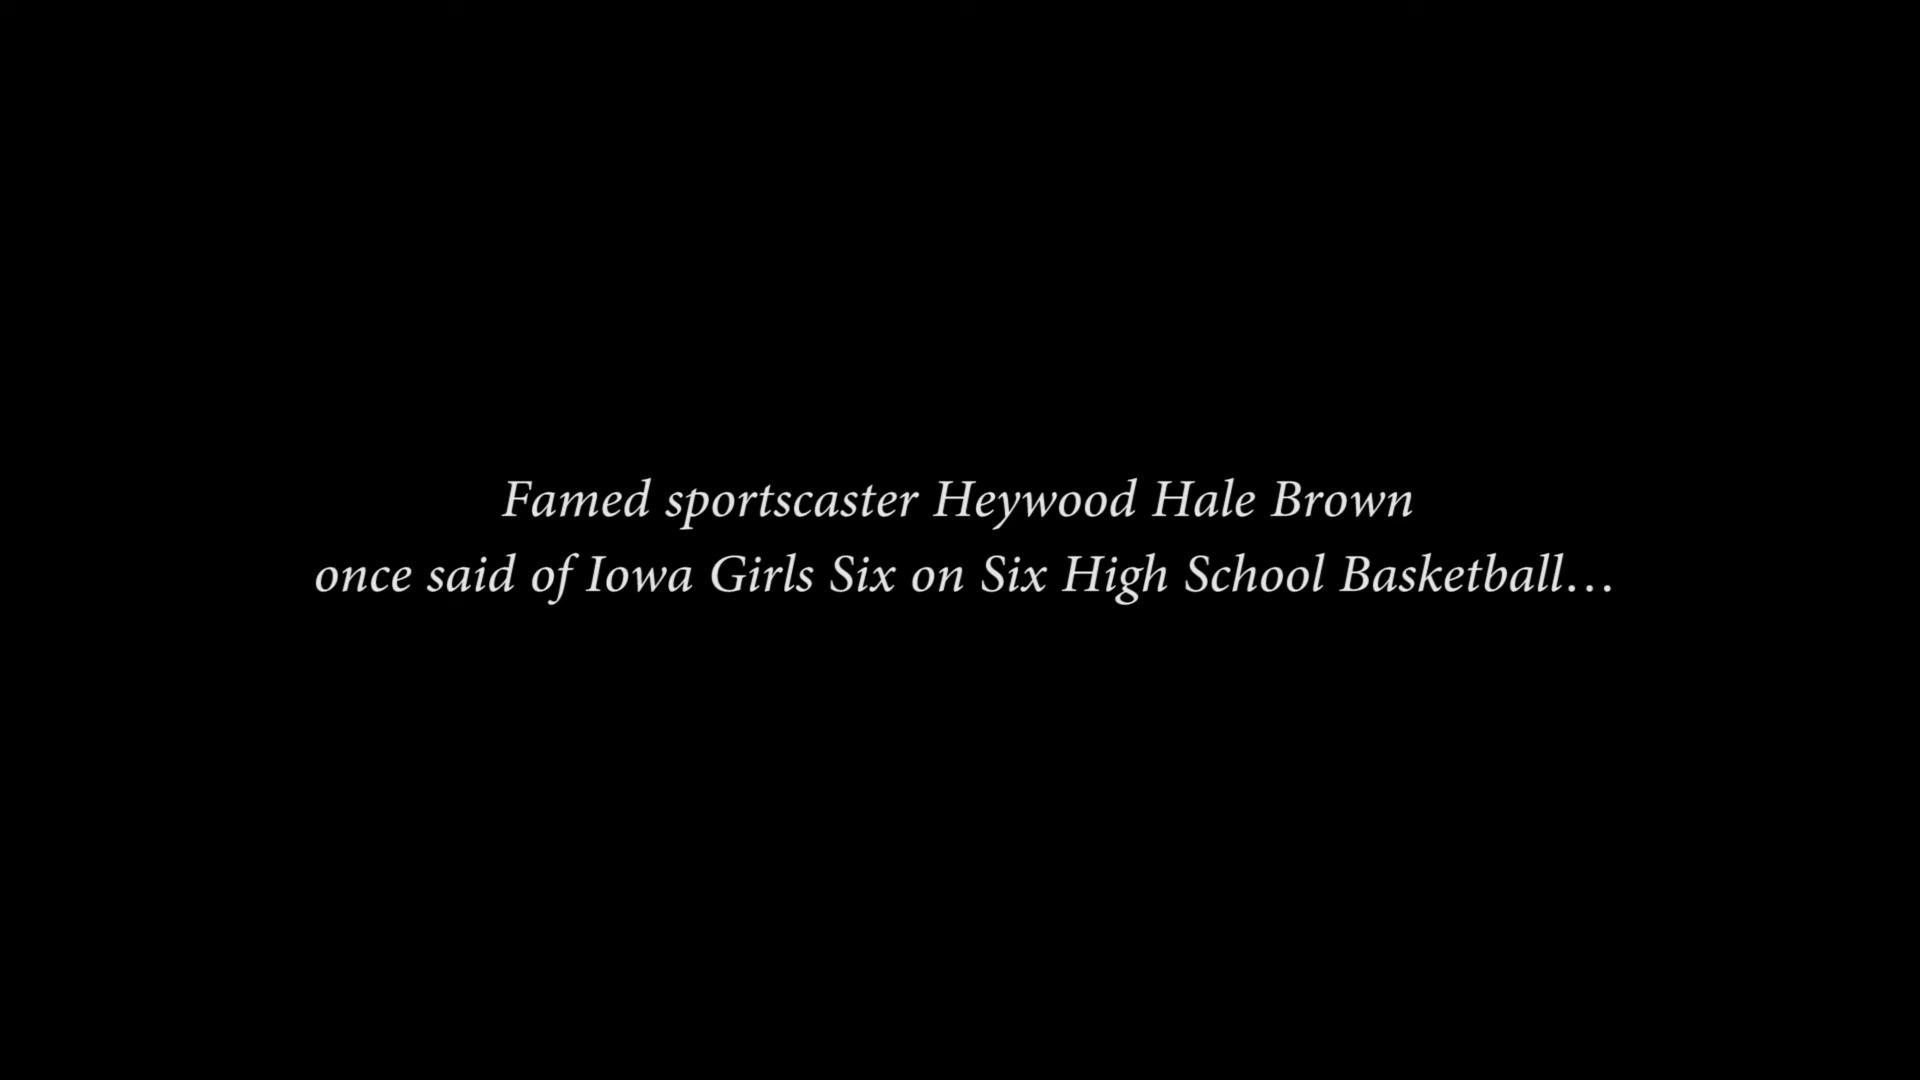 Famed sportscaster Heywood Hale Brown
once said of Iowa Girls Six on Six High School Basketball…